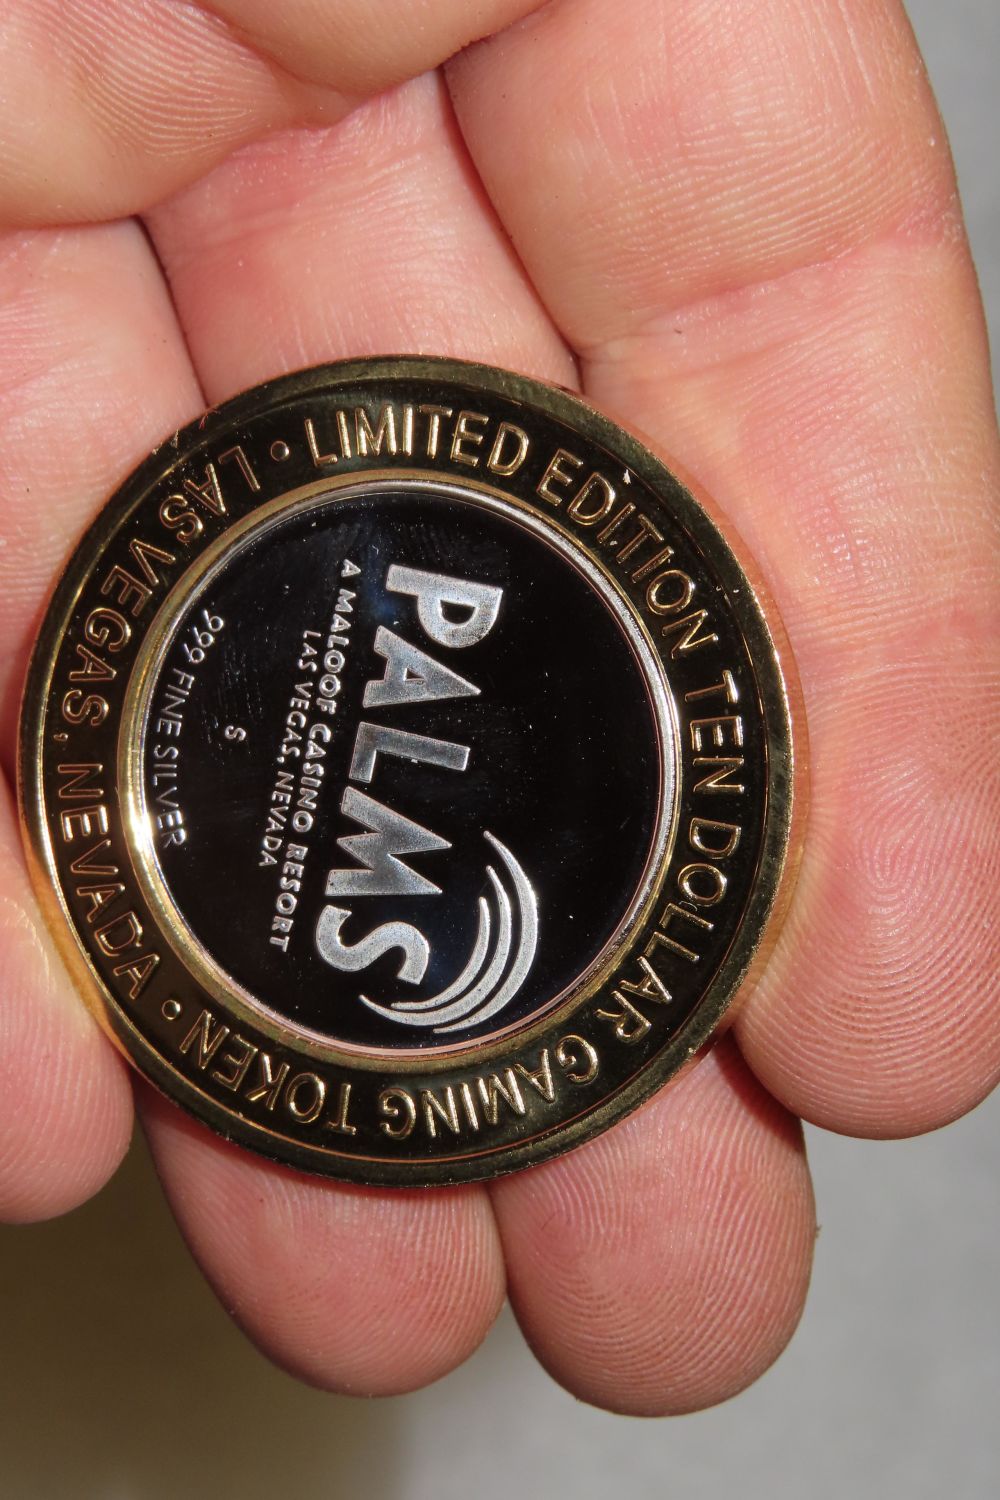 LIMITED EDITION TEN DOLLAR GAMING TOKEN • LAS VEGAS, NEVADA •
PALMS
A MALOOF CASINO RESORT
LAS VEGAS, NEVADA
S
999 FINE SILVER